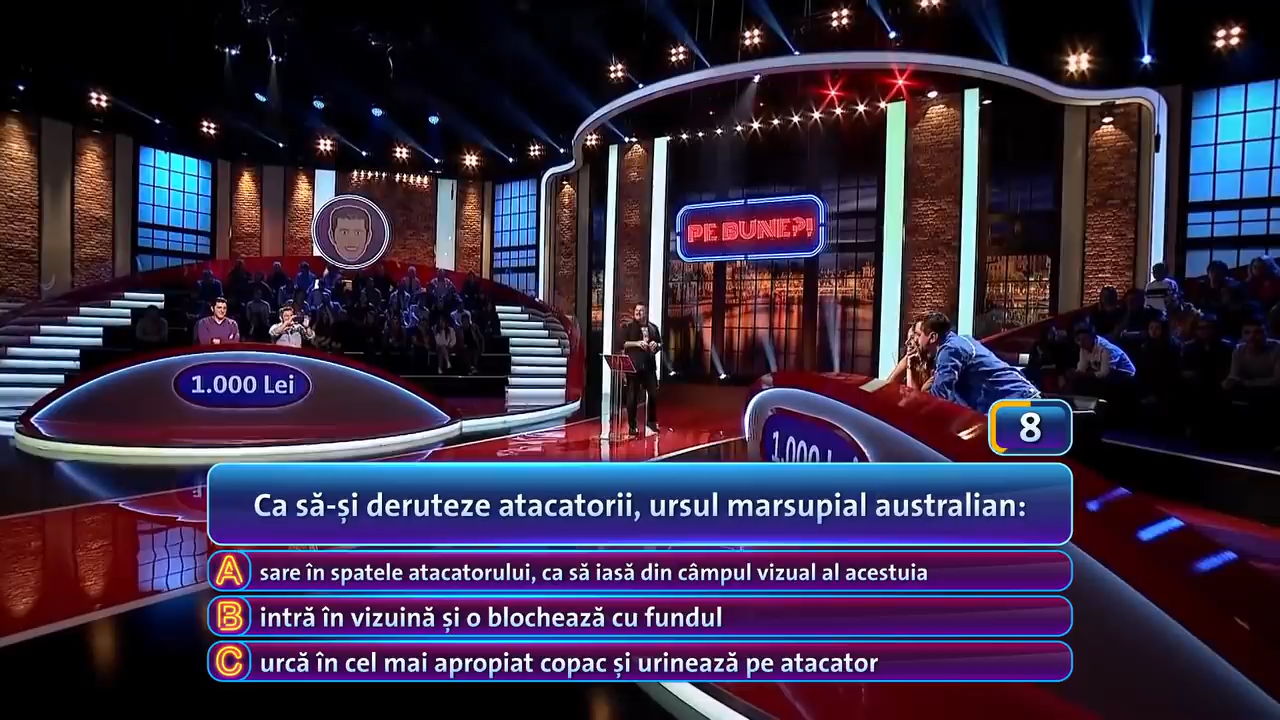 PE BUNE?!
1.000 Lei
8
1.000 L
Ca să-și deruteze atacatorii, ursul marsupial australian:
A sare în spatele atacatorului, ca să iasă din câmpul vizual al acestuia
B intră în vizuină și o blochează cu fundul
C urcă în cel mai apropiat copac și urinează pe atacator